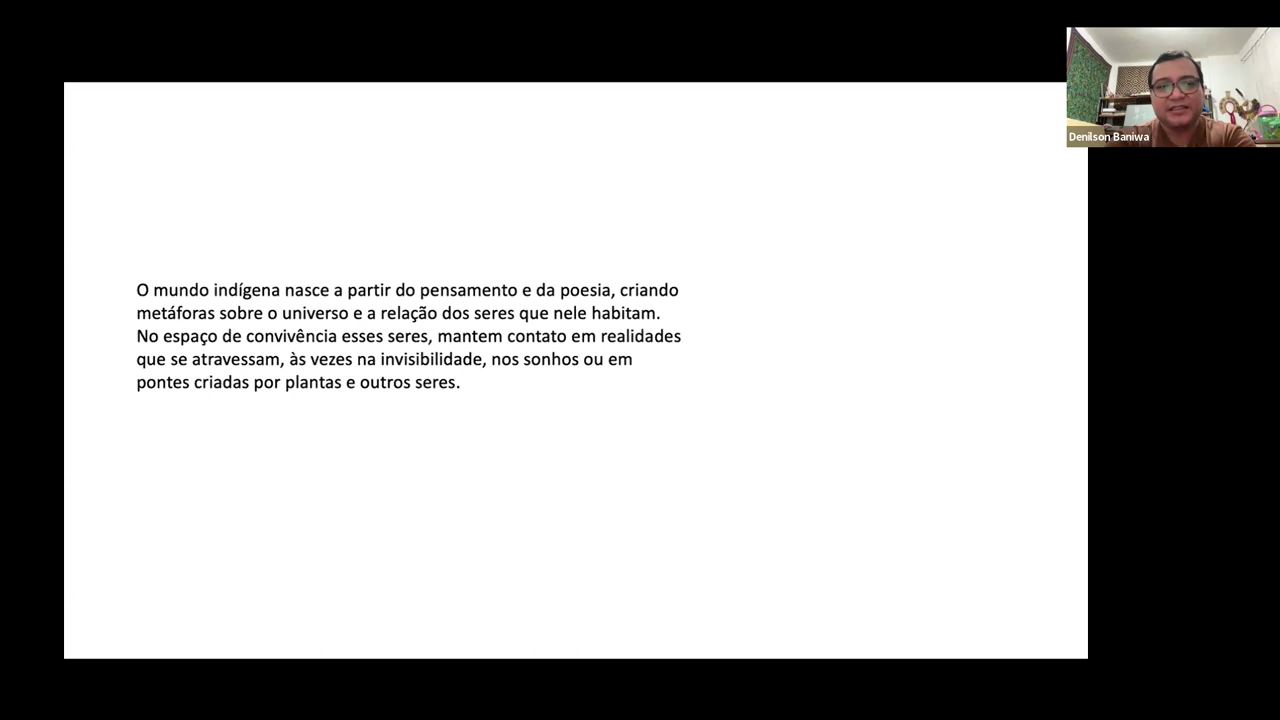 Denilson Baniwa
O mundo indígena nasce a partir do pensamento e da poesia, criando
metáforas sobre o universo e a relação dos seres que nele habitam.
No espaço de convivência esses seres, mantem contato em realidades
que se atravessam, às vezes na invisibilidade, nos sonhos ou em
pontes criadas por plantas e outros seres.